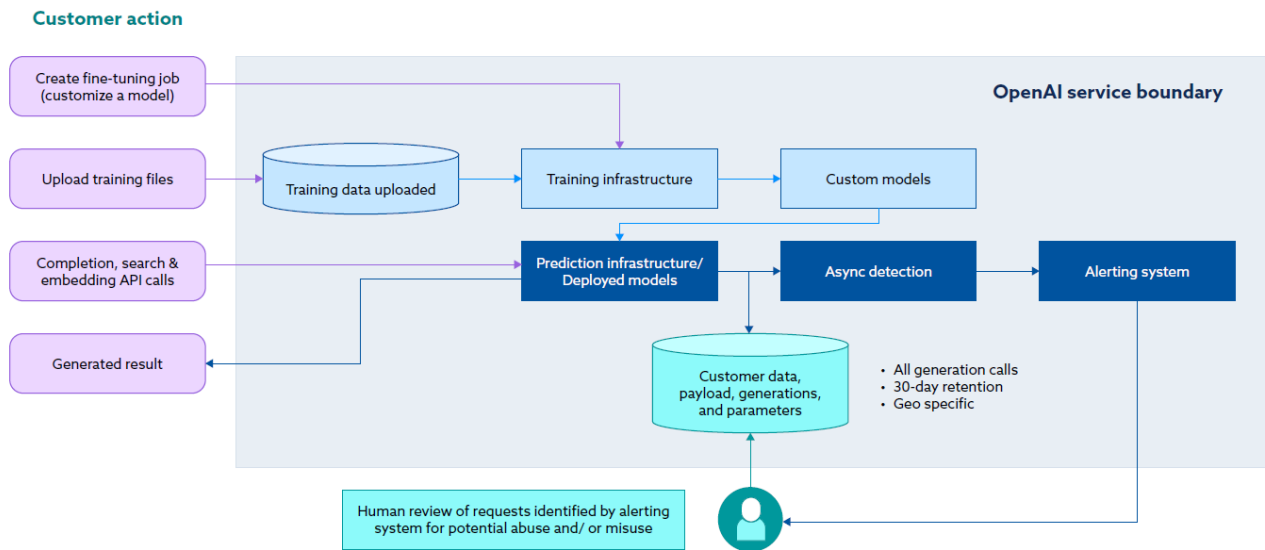 Customer action
Create fine-tuning job
(customize a model)
OpenAI service boundary
Upload training files
Training data uploaded
Training infrastructure
Custom models
Completion, search &
embedding API calls
Prediction infrastructure/
Deployed models
Async detection
Alerting system
Generated result
Customer data,
payload, generations,
and parameters
• All generation calls
• 30-day retention
• Geo specific
Human review of requests identified by alerting
system for potential abuse and/ or misuse